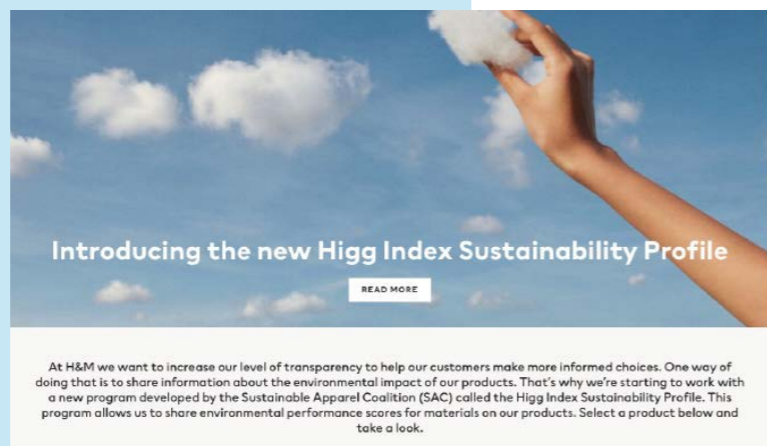 Introducing the new Higg Index Sustainability Profile
READ MORE
At H&M we want to increase our level of transparency to help our customers make more informed choices. One way of
doing that is to share information about the environmental impact of our products. That's why we're starting to work with
a new program developed by the Sustainable Apparel Coalition (SAC) called the Higg Index Sustainability Profile. This
program allows us to share environmental performance scores for materials on our products. Select a product below and
take a look.